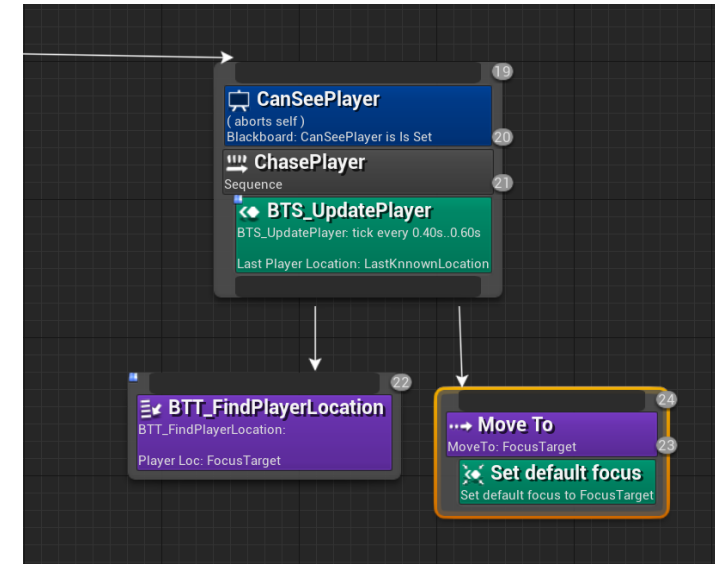 19
CanSeePlayer
( aborts self )
Blackboard: CanSeePlayer is Is Set
20
ChasePlayer
Sequence
21
BTS_UpdatePlayer
BTS_UpdatePlayer: tick every 0.40s..0.60s
Last Player Location: LastKnnownLocation
22
BTT_FindPlayerLocation
BTT_FindPlayerLocation:
Player Loc: FocusTarget
24
Move To
MoveTo: FocusTarget
23
Set default focus
Set default focus to FocusTarget